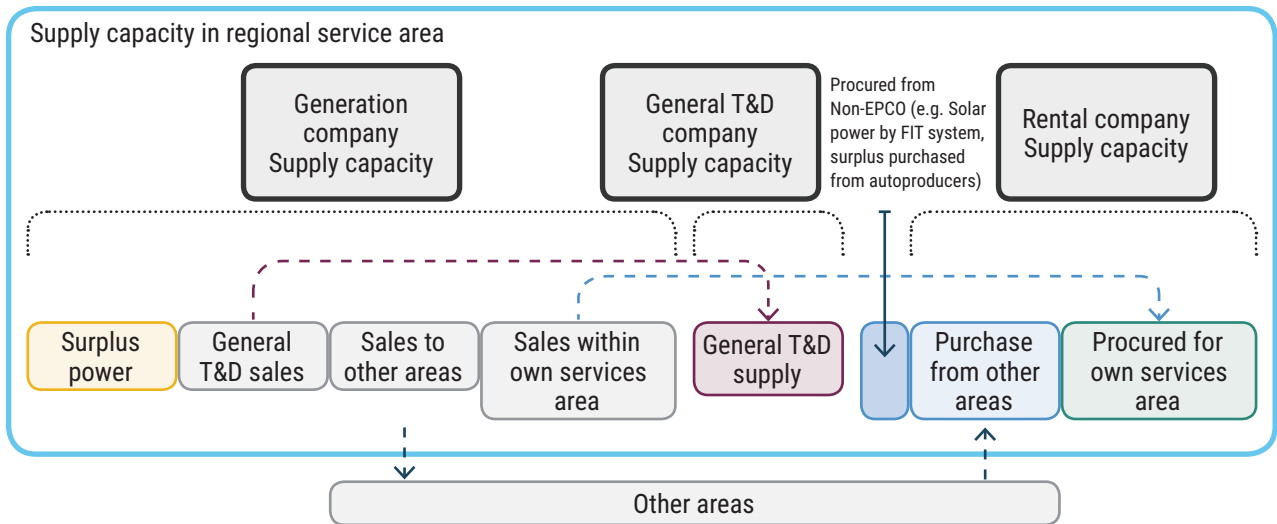 Supply capacity in regional service area
Generation
company
Supply capacity
General T&D
company
Supply capacity
Procured from
Non-EPCO (e.g. Solar
power by FIT system,
surplus purchased
from autoproducers)
Rental company
Supply capacity
Surplus
power
General
T&D sales
Sales to
other areas
Sales within
own services
area
General T&D
supply
Purchase
from other
areas
Procured for
own services
area
Other areas